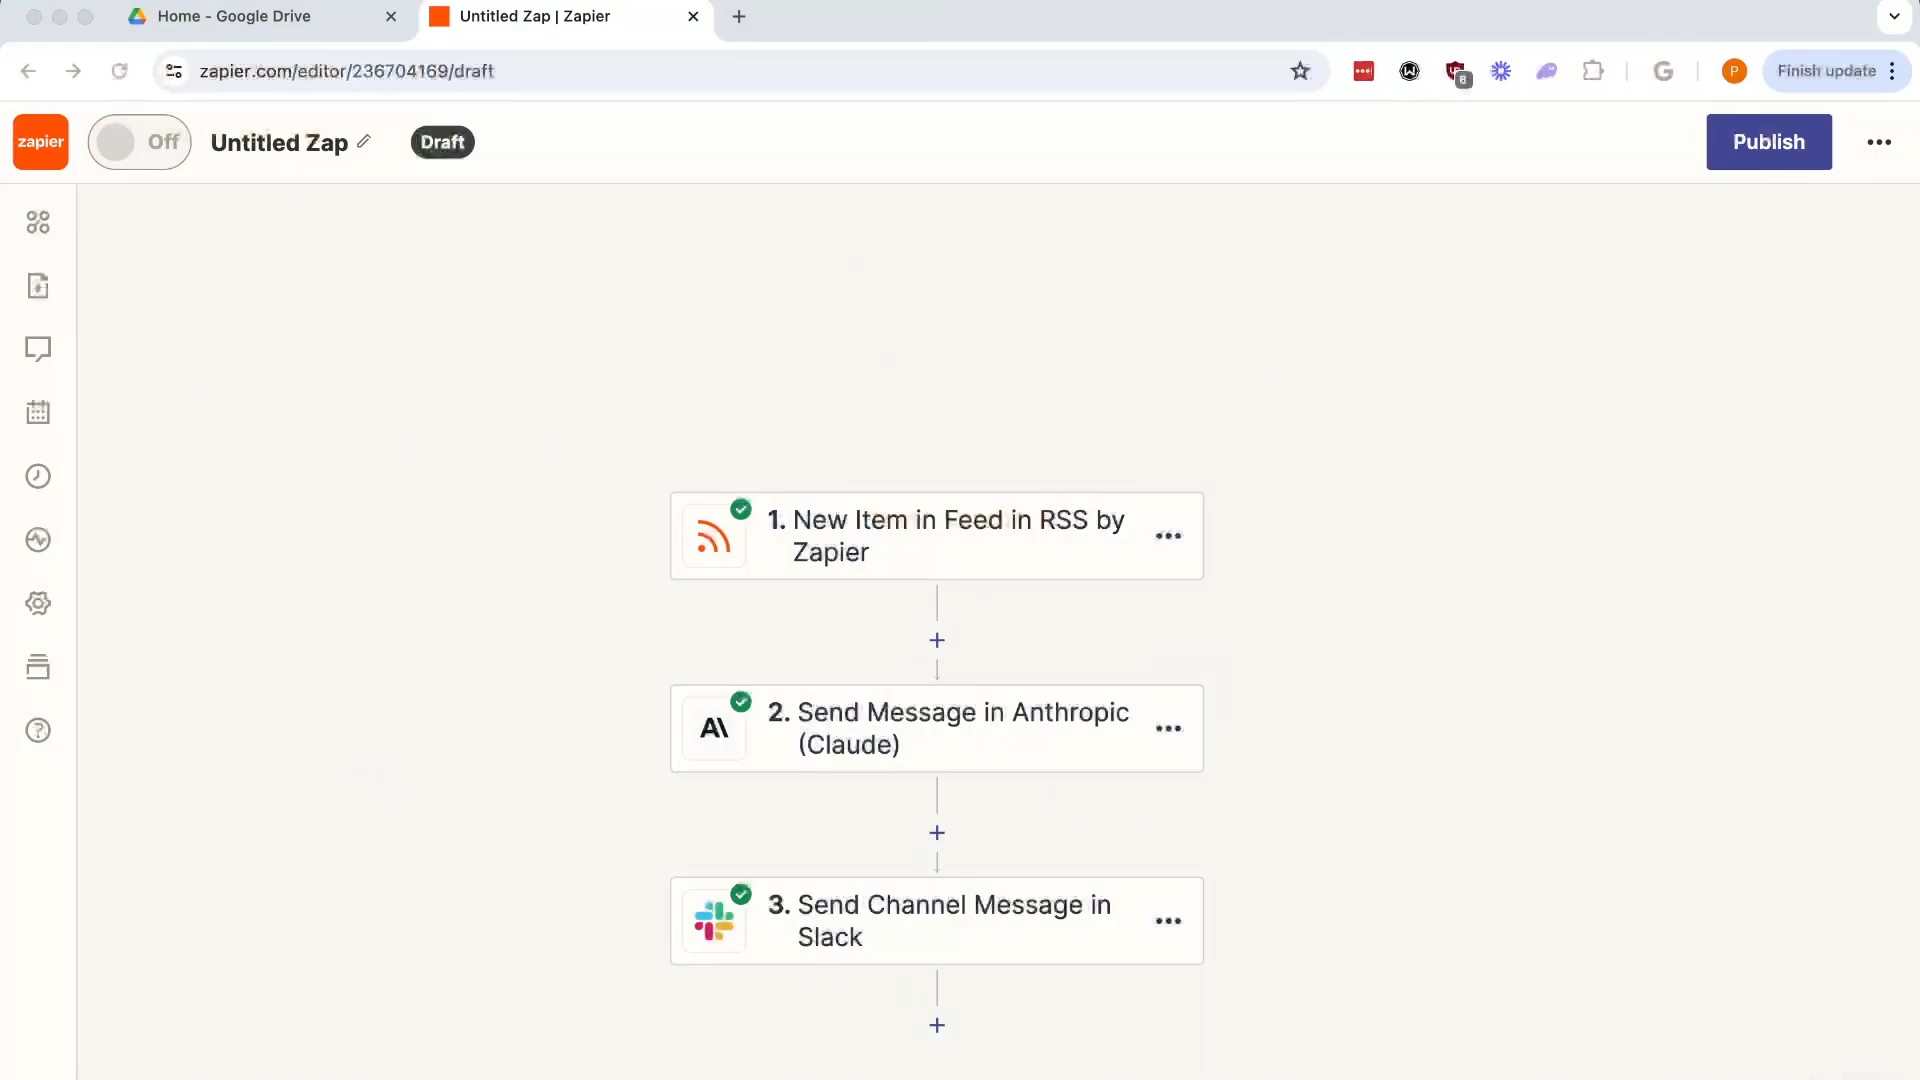 Home - Google Drive
Untitled Zap | Zapier
zapier.com/editor/236704169/draft
8
G
P
Finish update
zapier
Off
Untitled Zap
Draft
Publish
1. New Item in Feed in RSS by
Zapier
2. Send Message in Anthropic
(Claude)
3. Send Channel Message in
Slack